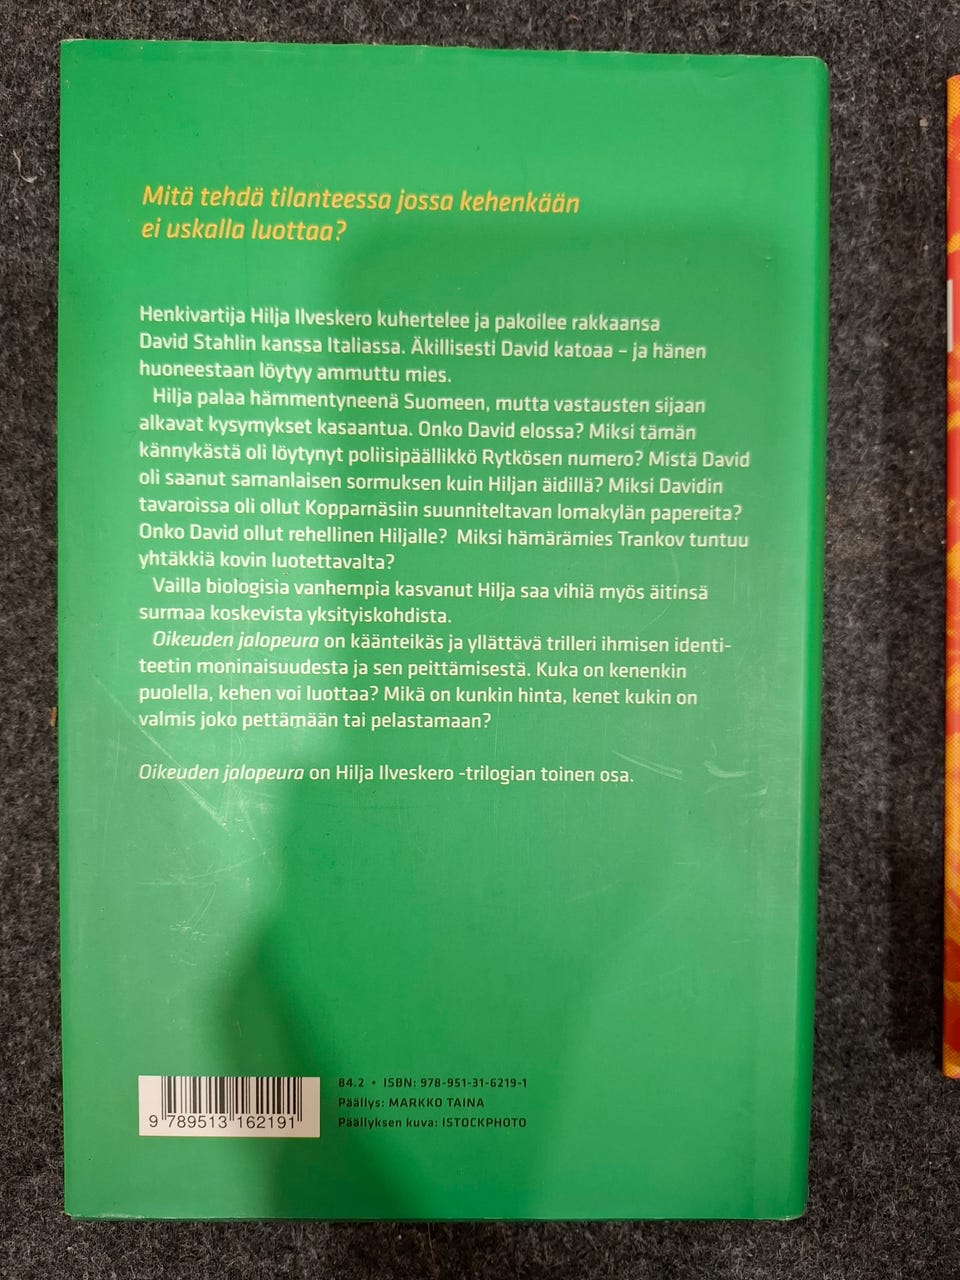 Mitä tehdä tilanteessa jossa kehenkään
ei uskalla luottaa?
Henkivartija Hilja Ilveskero kuhertelee ja pakoilee rakkaansa
David Stahlin kanssa Italiassa. Äkillisesti David katoaa – ja hänen
huoneestaan löytyy ammuttu mies.
Hilja palaa hämmentyneenä Suomeen, mutta vastausten sijaan
alkavat kysymykset kasaantua. Onko David elossa? Miksi tämän
kännykästä oli löytynyt poliisipäällikkö Rytkösen numero? Mistä David
oli saanut samanlaisen sormuksen kuin Hiljan äidillä? Miksi Davidin
tavaroissa oli ollut Kopparnäsiin suunniteltavan lomakylän papereita?
Onko David ollut rehellinen Hiljalle? Miksi hämärämies Trankov tuntuu
yhtäkkiä kovin luotettavalta?
Vailla biologisia vanhempia kasvanut Hilja saa vihiä myös äitinsä
surmaa koskevista yksityiskohdista.
Oikeuden jalopeura on käänteikäs ja yllättävä trilleri ihmisen identi-
teetin moninaisuudesta ja sen peittämisestä. Kuka on kenenkin
puolella, kehen voi luottaa? Mikä on kunkin hinta, kenet kukin on
valmis joko pettämään tai pelastamaan?
Oikeuden jalopeura on Hilja Ilveskero -trilogian toinen osa.
84.2 • ISBN: 978-951-31-6219-1
Päällys: MARKKO TAINA
Päällyksen kuva: ISTOCKPHOTO
9 789513 162191